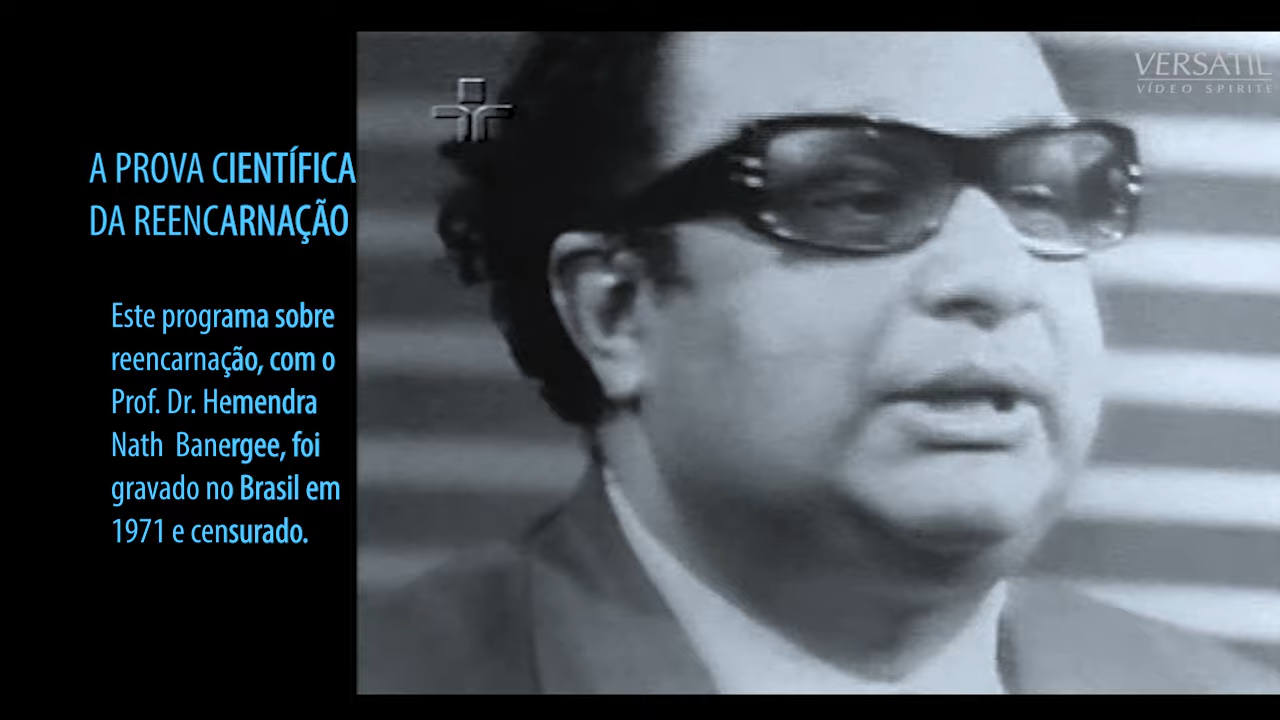 VERSÁTIL
VÍDEO SPIRITE
A PROVA CIENTÍFICA
DA REENCARNAÇÃO
Este programa sobre
reencarnação, com o
Prof. Dr. Hemendra
Nath Banergee, foi
gravado no Brasil em
1971 e censurado.